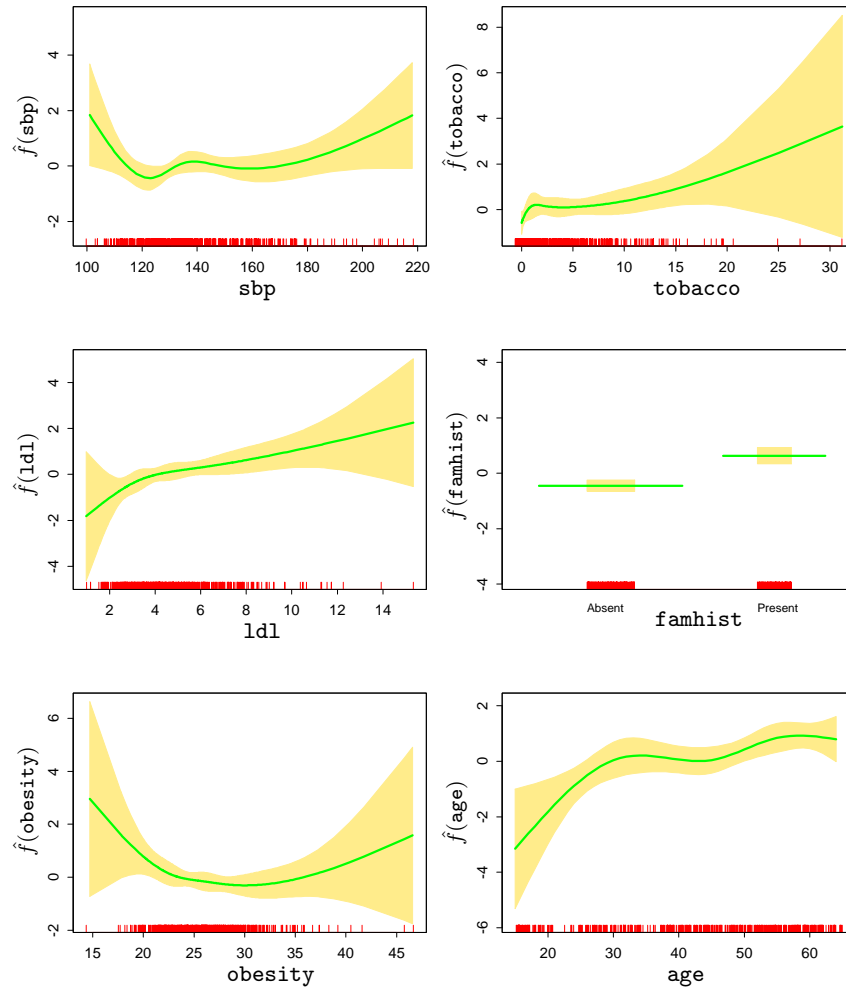 f̂(sbp)
-2 0 2 4
100 120 140 160 180 200 220
sbp
f̂(tobacco)
0 2 4 6 8
0 5 10 15 20 25 30
tobacco
f̂(ldl)
-4 -2 0 2 4
2 4 6 8 10 12 14
ldl
f̂(famhist)
-4 -2 0 2 4
Absent Present
famhist
f̂(obesity)
-2 0 2 4 6
15 20 25 30 35 40 45
obesity
f̂(age)
-6 -4 -2 0 2
20 30 40 50 60
age